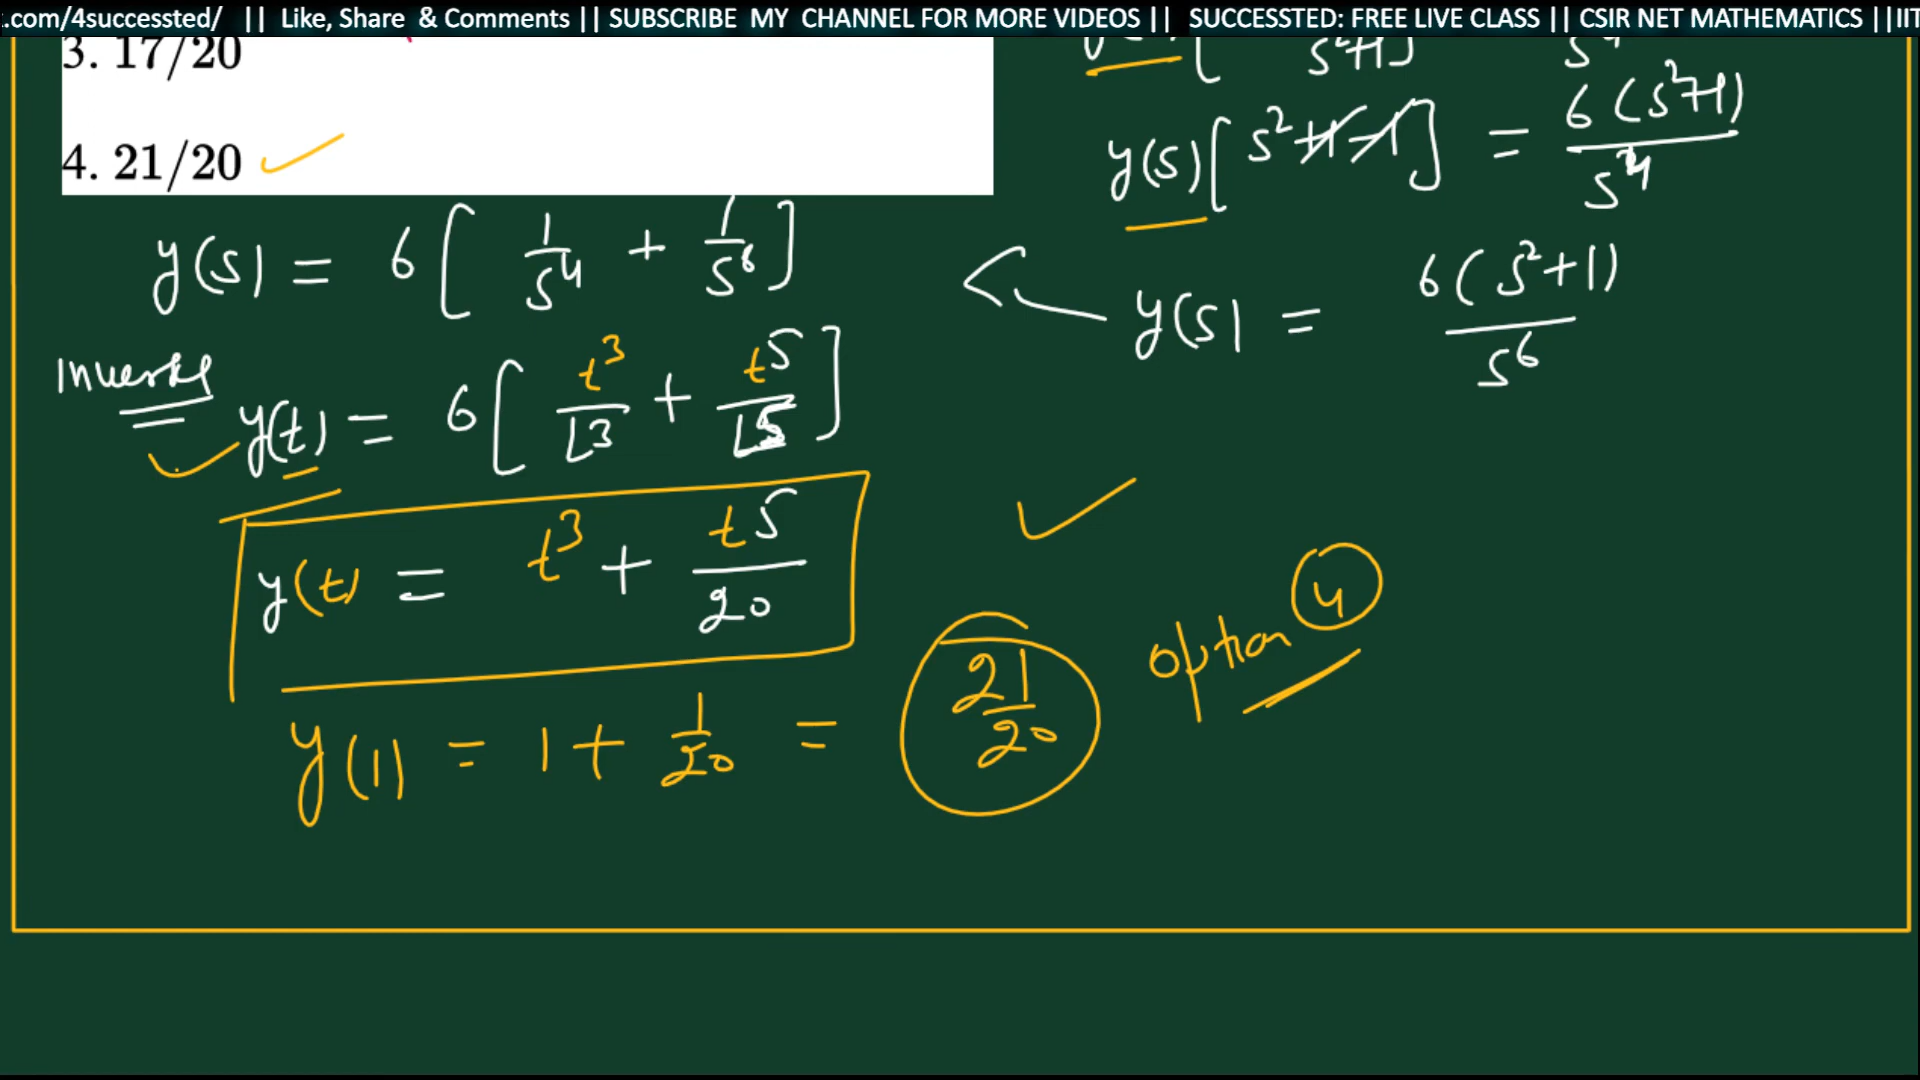 .com/4successted/ || Like, Share & Comments || SUBSCRIBE MY CHANNEL FOR MORE VIDEOS || SUCCESSTED: FREE LIVE CLASS || CSIR NET MATHEMATICS ||IIT
3. 17/20
s²+1]
y(s)[s²+1-1] = 6(s²+1)/s⁴
4. 21/20
y(s) = 6[1/s⁴ + 1/s⁶]
y(s) = 6(s²+1)/s⁶
Inverse
y(t) = 6[t³/⌊3 + t⁵/⌊5]
y(t) = t³ + t⁵/20
y(1) = 1 + 1/20 = 21/20
option 4